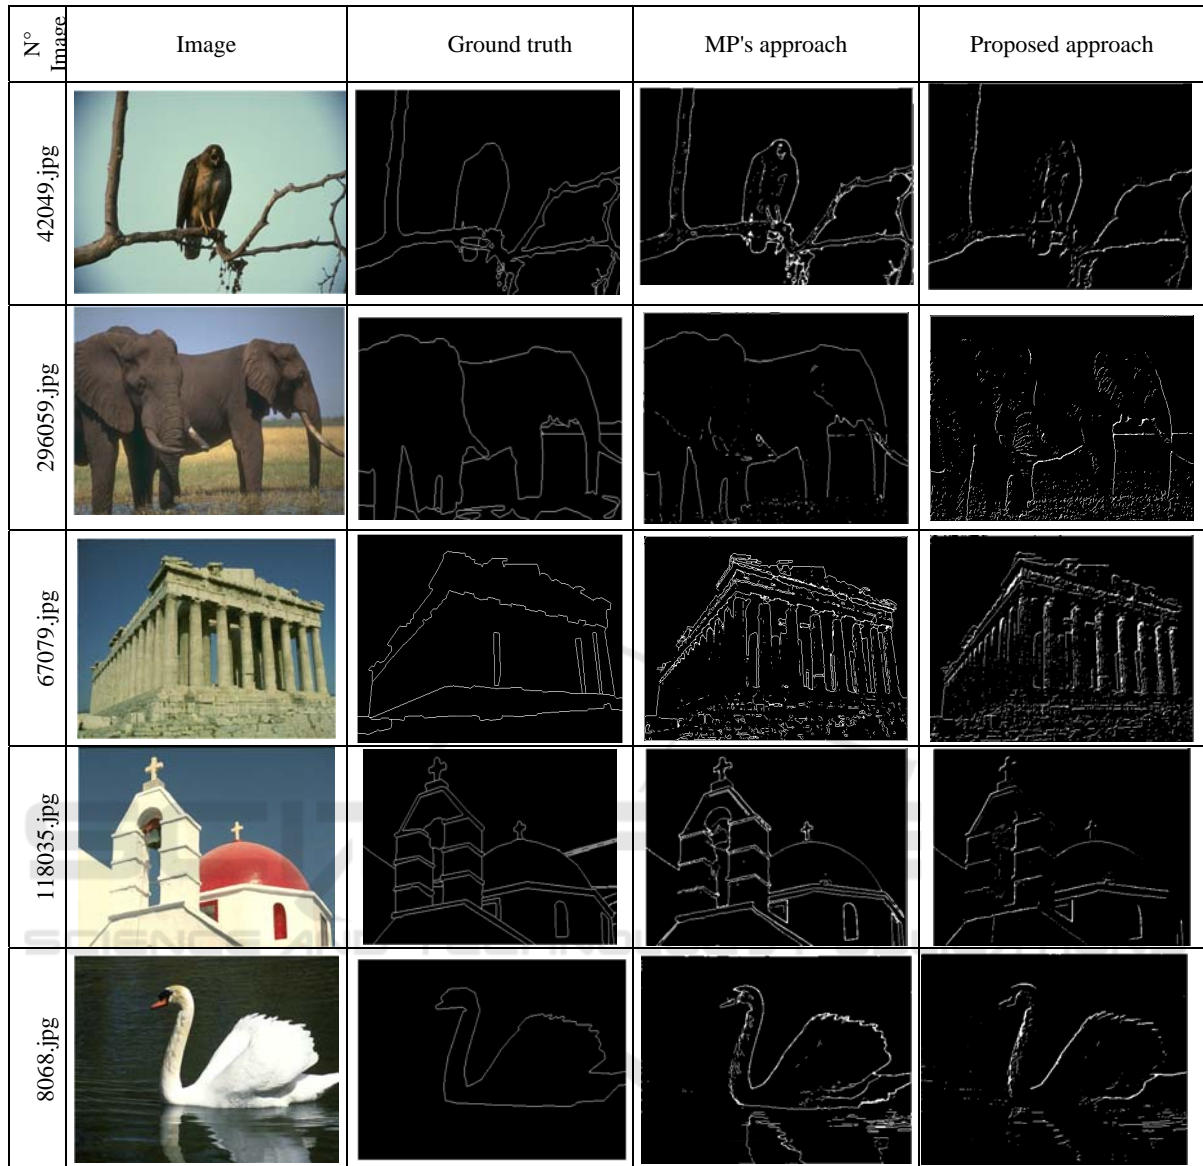 N° Image
Image
Ground truth
MP's approach
Proposed approach
42049.jpg
296059.jpg
67079.jpg
118035.jpg
8068.jpg